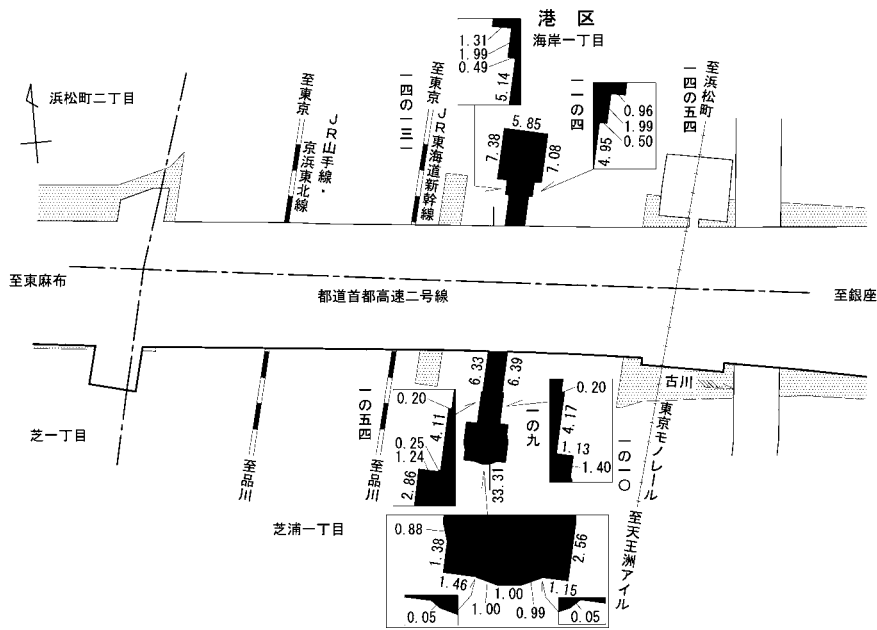 港 区
海岸一丁目
浜松町二丁目
至東京
JR山手線・
京浜東北線
一四の一三一
至東京
JR東海道新幹線
1.31
1.99
0.49
5.14
一一の四
0.96
1.99
0.50
4.95
5.85
7.38
7.08
至浜松町
一四の五四
至東麻布
都道首都高速二号線
至銀座
6.33
6.39
古川
0.20
4.11
0.25
1.24
2.86
0.20
4.17
1.13
1.40
一の五四
一の九
一の一〇
東京モノレール
芝一丁目
至品川
至品川
33.31
芝浦一丁目
至天王洲アイル
0.88
1.38
2.56
1.46
1.00
1.00
0.99
1.15
0.05
0.05